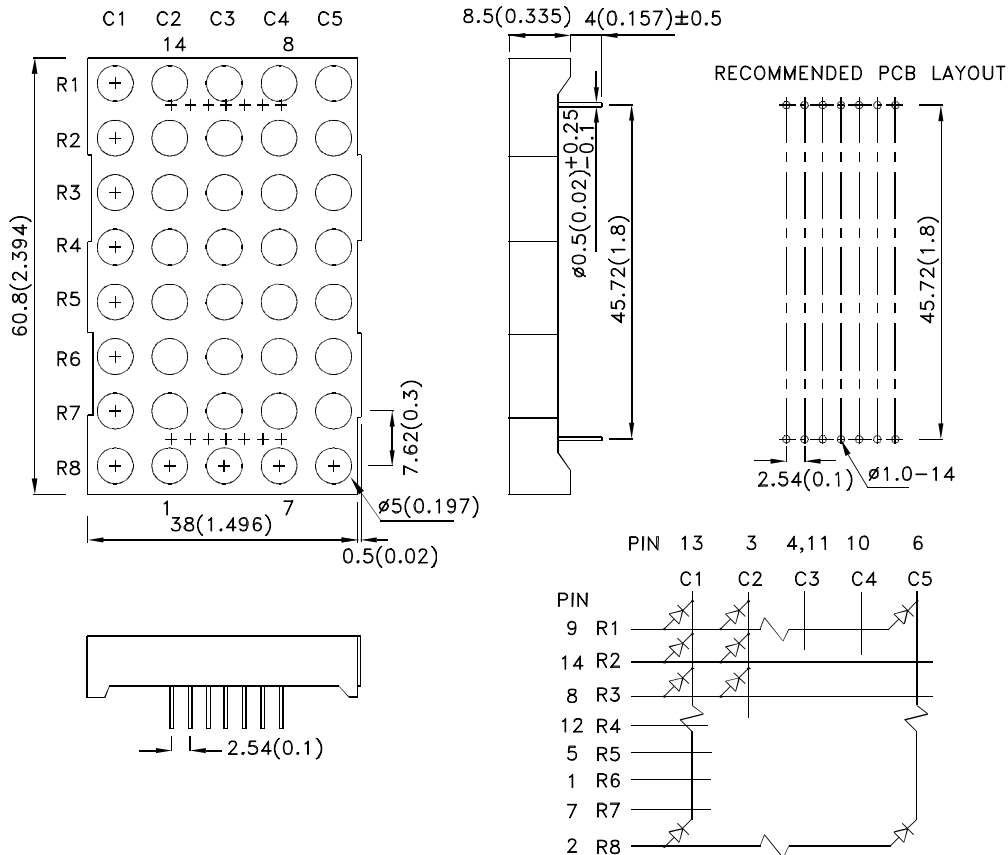 C1 C2 C3 C4 C5
14 8
R1
R2
R3
R4
R5
R6
R7
R8
60.8(2.394)
7.62(0.3)
1 7
ø5(0.197)
38(1.496)
0.5(0.02)
8.5(0.335) 4(0.157)±0.5
ø0.5(0.02)+0.25
-0.1
45.72(1.8)
RECOMMENDED PCB LAYOUT
45.72(1.8)
2.54(0.1) ø1.0-14
2.54(0.1)
PIN 13 3 4,11 10 6
C1 C2 C3 C4 C5
PIN
9 R1
14 R2
8 R3
12 R4
5 R5
1 R6
7 R7
2 R8